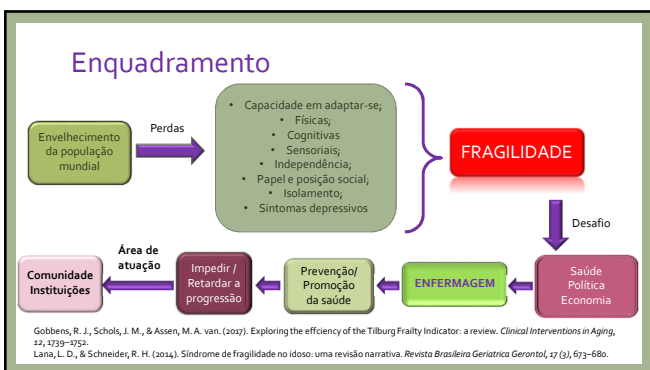 Enquadramento
Envelhecimento
da população
mundial
Perdas
• Capacidade em adaptar-se;
• Físicas;
• Cognitivas
• Sensoriais;
• Independência;
• Papel e posição social;
• Isolamento;
• Sintomas depressivos
FRAGILIDADE
Desafio
Saúde
Política
Economia
ENFERMAGEM
Prevenção/
Promoção
da saúde
Impedir /
Retardar a
progressão
Área de
atuação
Comunidade
Instituições
Gobbens, R. J., Schols, J. M., & Assen, M. A. van. (2017). Exploring the effciency of the Tilburg Frailty Indicator: a review. Clinical Interventions in Aging,
12, 1739–1752.
Lana, L. D., & Schneider, R. H. (2014). Síndrome de fragilidade no idoso: uma revisão narrativa. Revista Brasileira Geriatrica Gerontol, 17 (3), 673–680.